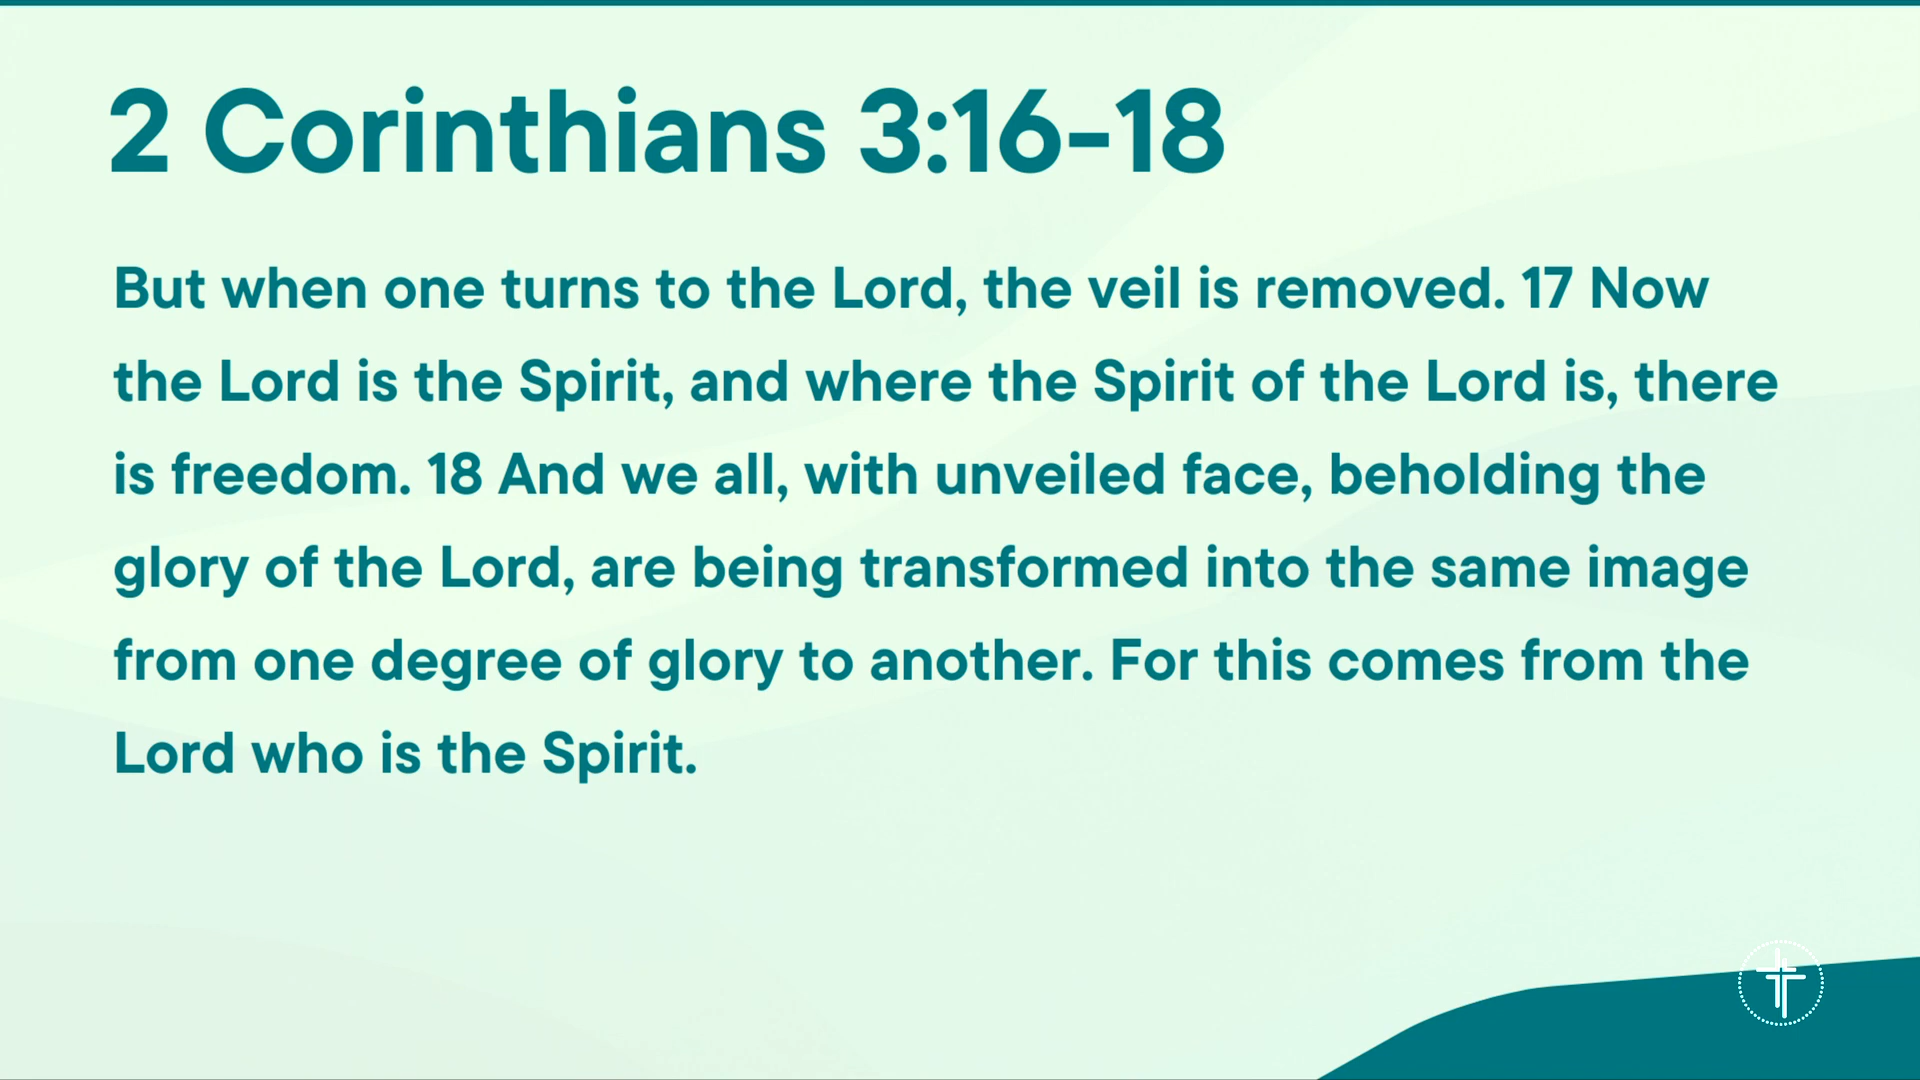 2 Corinthians 3:16-18
But when one turns to the Lord, the veil is removed. 17 Now
the Lord is the Spirit, and where the Spirit of the Lord is, there
is freedom. 18 And we all, with unveiled face, beholding the
glory of the Lord, are being transformed into the same image
from one degree of glory to another. For this comes from the
Lord who is the Spirit.